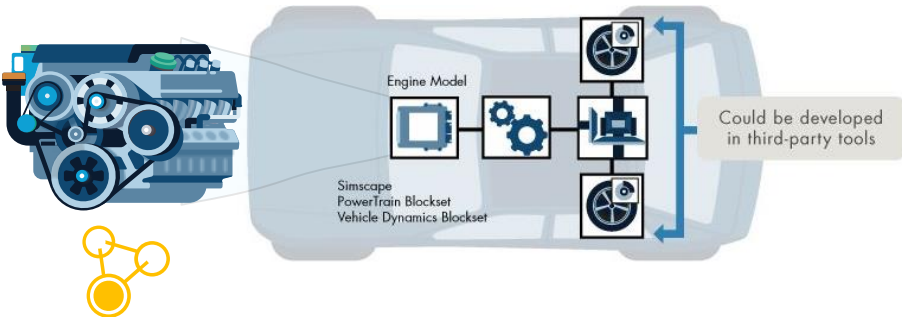 Engine Model
Simscape
PowerTrain Blockset
Vehicle Dynamics Blockset
Could be developed
in third-party tools